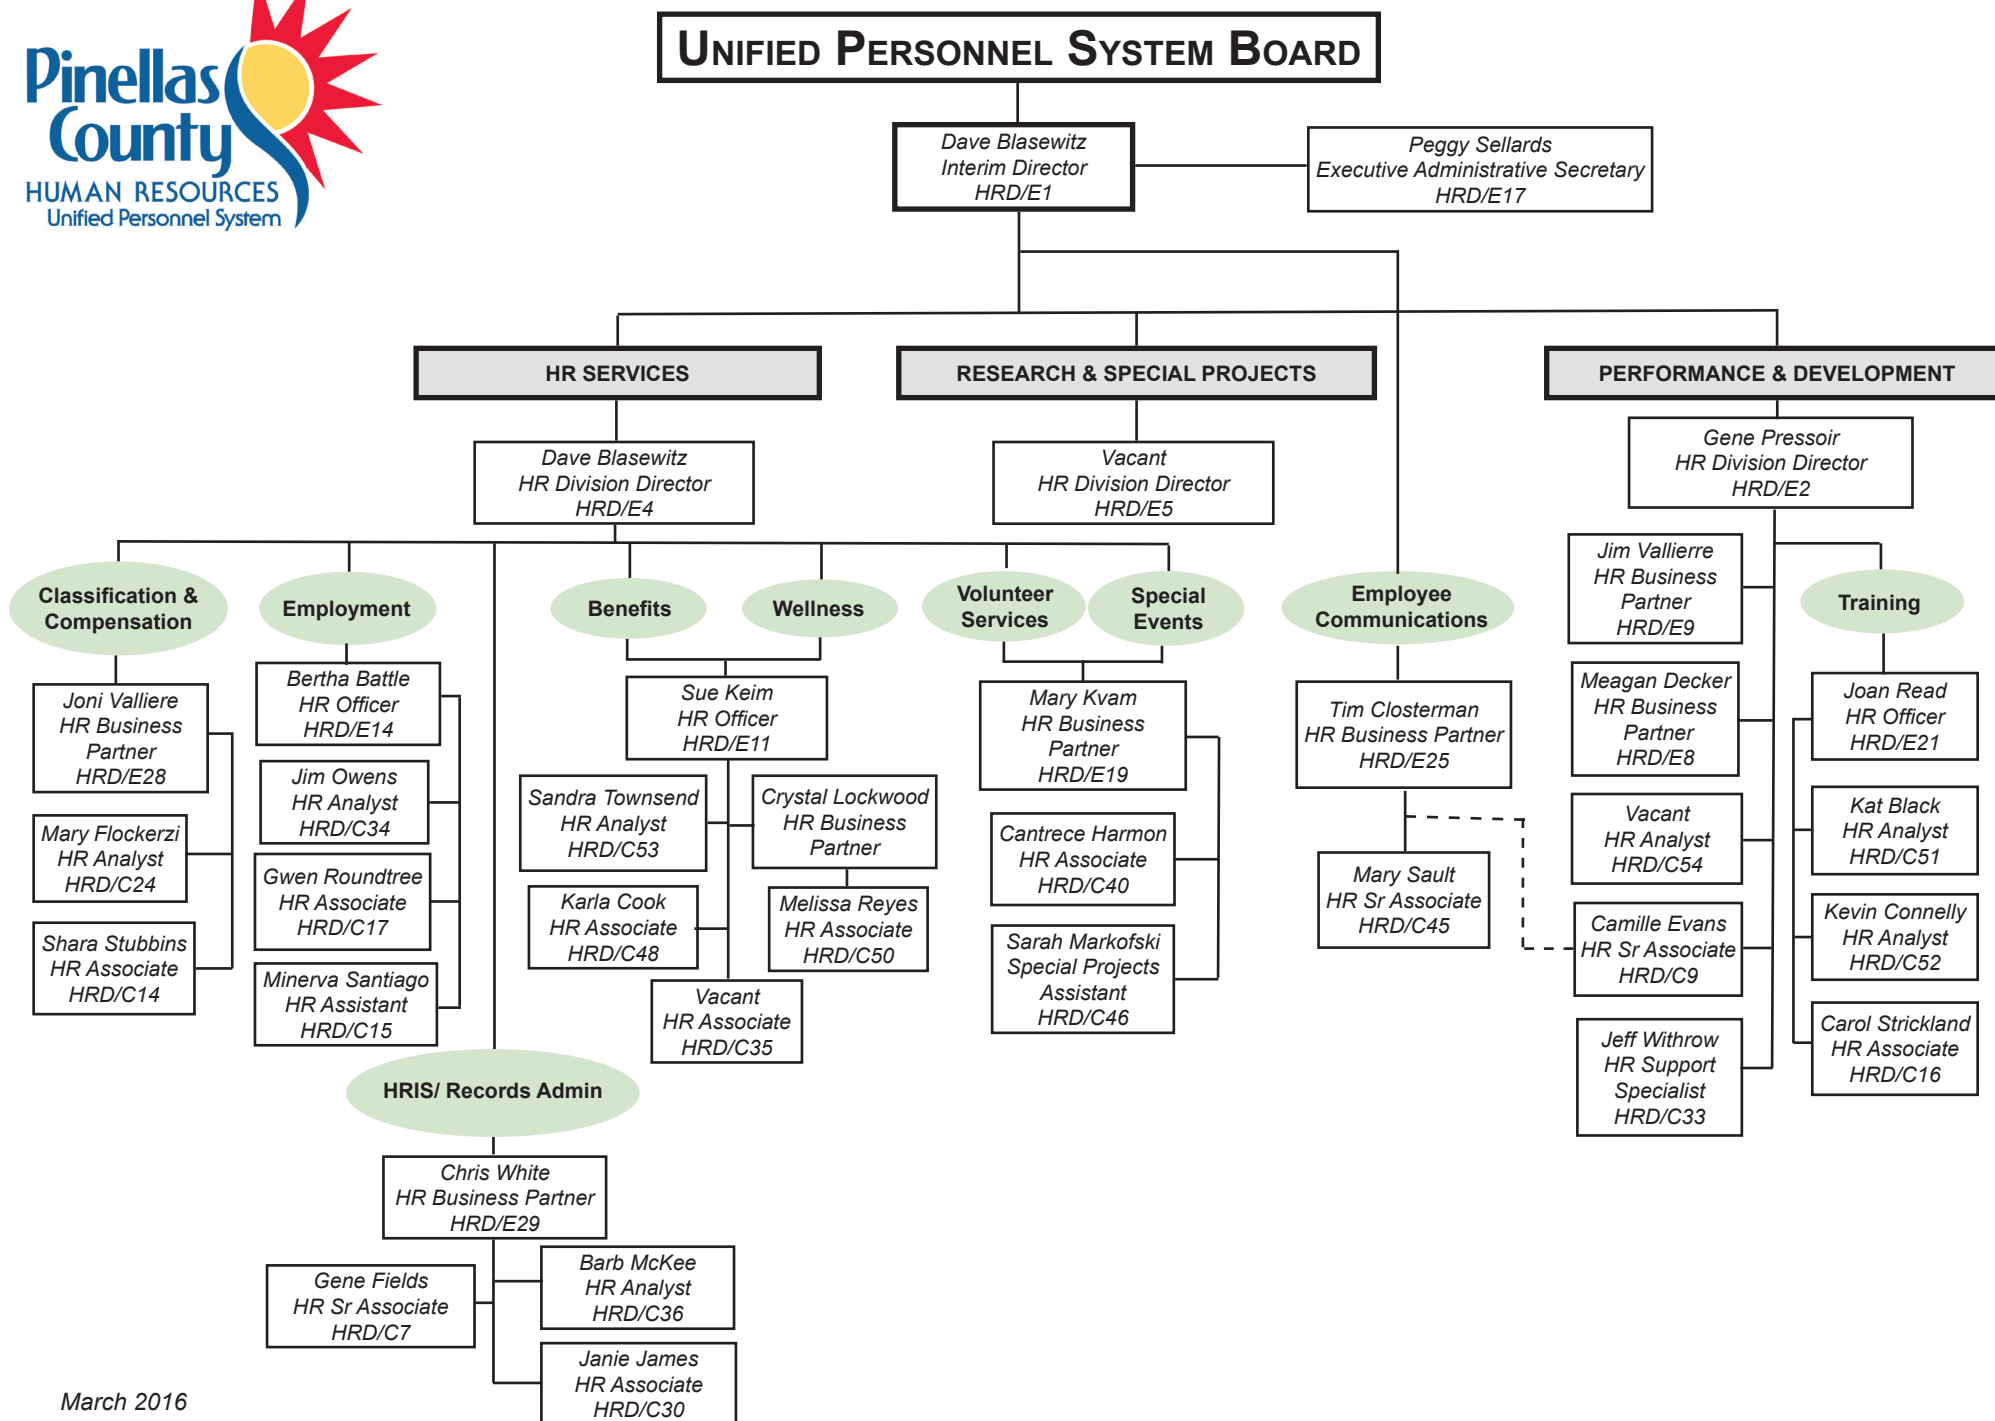 Pinellas
County
HUMAN RESOURCES
Unified Personnel System
UNIFIED PERSONNEL SYSTEM BOARD
Dave Blasewitz
Interim Director
HRD/E1
Peggy Sellards
Executive Administrative Secretary
HRD/E17
HR SERVICES
RESEARCH & SPECIAL PROJECTS
PERFORMANCE & DEVELOPMENT
Dave Blasewitz
HR Division Director
HRD/E4
Vacant
HR Division Director
HRD/E5
Gene Pressoir
HR Division Director
HRD/E2
Classification &
Compensation
Employment
Benefits
Wellness
Volunteer
Services
Special
Events
Employee
Communications
Training
Joni Valliere
HR Business
Partner
HRD/E28
Mary Flockerzi
HR Analyst
HRD/C24
Shara Stubbins
HR Associate
HRD/C14
Bertha Battle
HR Officer
HRD/E14
Jim Owens
HR Analyst
HRD/C34
Gwen Roundtree
HR Associate
HRD/C17
Minerva Santiago
HR Assistant
HRD/C15
Sue Keim
HR Officer
HRD/E11
Sandra Townsend
HR Analyst
HRD/C53
Crystal Lockwood
HR Business
Partner
Karla Cook
HR Associate
HRD/C48
Melissa Reyes
HR Associate
HRD/C50
Vacant
HR Associate
HRD/C35
Mary Kvam
HR Business
Partner
HRD/E19
Cantrece Harmon
HR Associate
HRD/C40
Sarah Markofski
Special Projects
Assistant
HRD/C46
Tim Closterman
HR Business Partner
HRD/E25
Mary Sault
HR Sr Associate
HRD/C45
Jim Vallierre
HR Business
Partner
HRD/E9
Meagan Decker
HR Business
Partner
HRD/E8
Vacant
HR Analyst
HRD/C54
Camille Evans
HR Sr Associate
HRD/C9
Jeff Withrow
HR Support
Specialist
HRD/C33
Joan Read
HR Officer
HRD/E21
Kat Black
HR Analyst
HRD/C51
Kevin Connelly
HR Analyst
HRD/C52
Carol Strickland
HR Associate
HRD/C16
HRIS/ Records Admin
Chris White
HR Business Partner
HRD/E29
Gene Fields
HR Sr Associate
HRD/C7
Barb McKee
HR Analyst
HRD/C36
Janie James
HR Associate
HRD/C30
March 2016